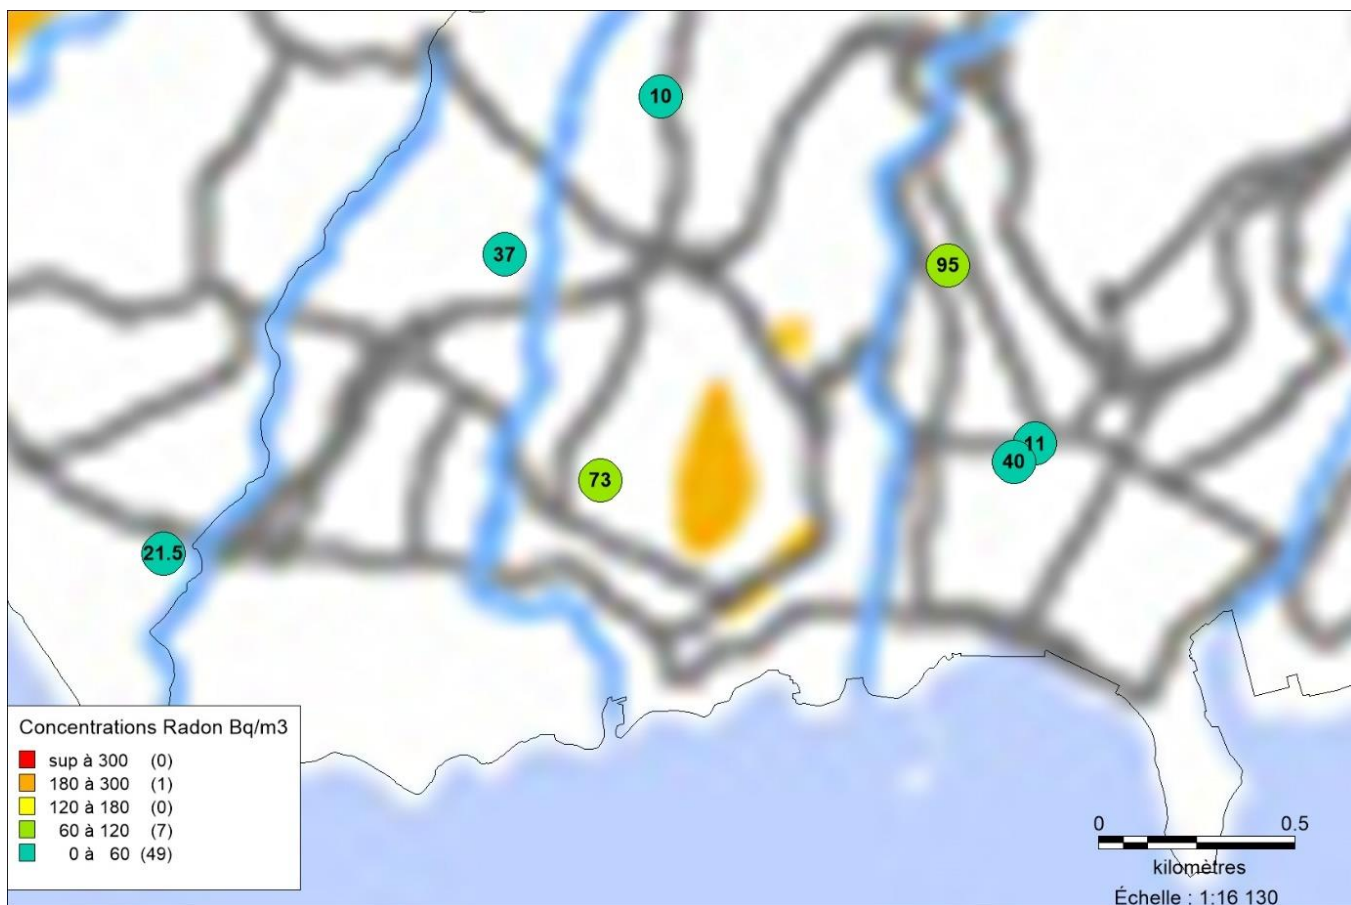 10
37
95
11
40
73
21.5
Concentrations Radon Bq/m3
sup à 300 (0)
180 à 300 (1)
120 à 180 (0)
60 à 120 (7)
0 à 60 (49)
0 0.5
kilomètres
Échelle : 1:16 130